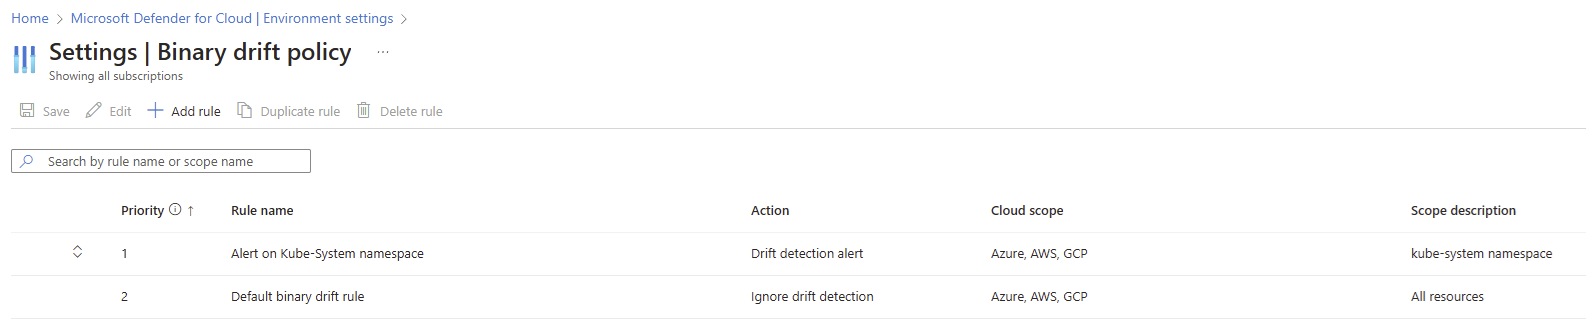 Home > Microsoft Defender for Cloud | Environment settings >
Settings | Binary drift policy ...
Showing all subscriptions
Save Edit Add rule Duplicate rule Delete rule
Search by rule name or scope name
Priority ↑ Rule name Action Cloud scope Scope description
1 Alert on Kube-System namespace Drift detection alert Azure, AWS, GCP kube-system namespace
2 Default binary drift rule Ignore drift detection Azure, AWS, GCP All resources